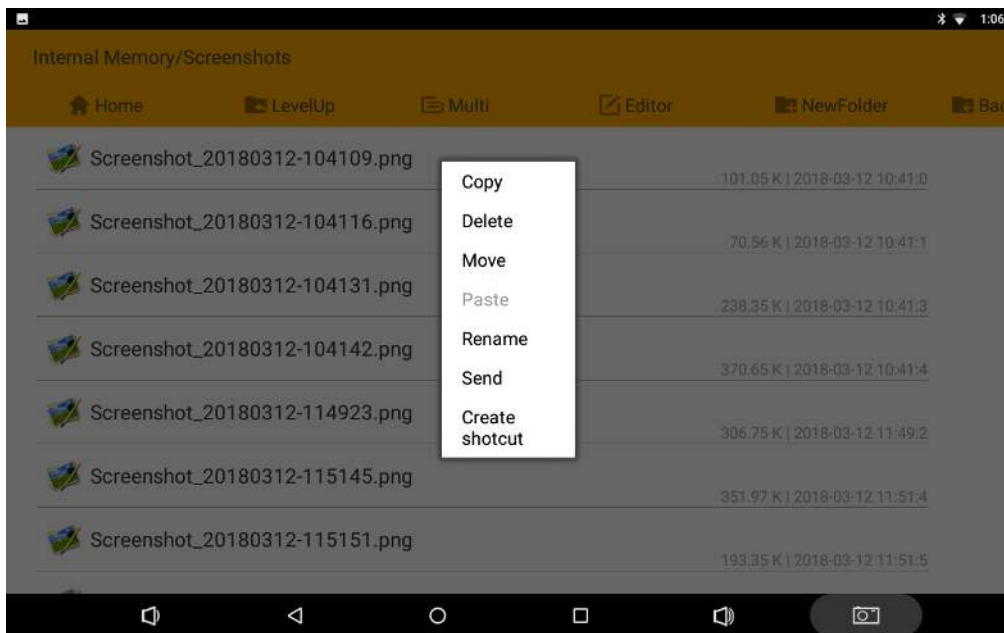 1:06
Internal Memory/Screenshots
Home LevelUp Multi Editor NewFolder Bac
Screenshot_20180312-104109.png
101.05 K | 2018-03-12 10:41:0
Screenshot_20180312-104116.png
70.56 K | 2018-03-12 10:41:1
Screenshot_20180312-104131.png
238.35 K | 2018-03-12 10:41:3
Screenshot_20180312-104142.png
370.65 K | 2018-03-12 10:41:4
Screenshot_20180312-114923.png
306.75 K | 2018-03-12 11:49:2
Screenshot_20180312-115145.png
351.97 K | 2018-03-12 11:51:4
Screenshot_20180312-115151.png
193.35 K | 2018-03-12 11:51:5
Copy
Delete
Move
Paste
Rename
Send
Create
shotcut